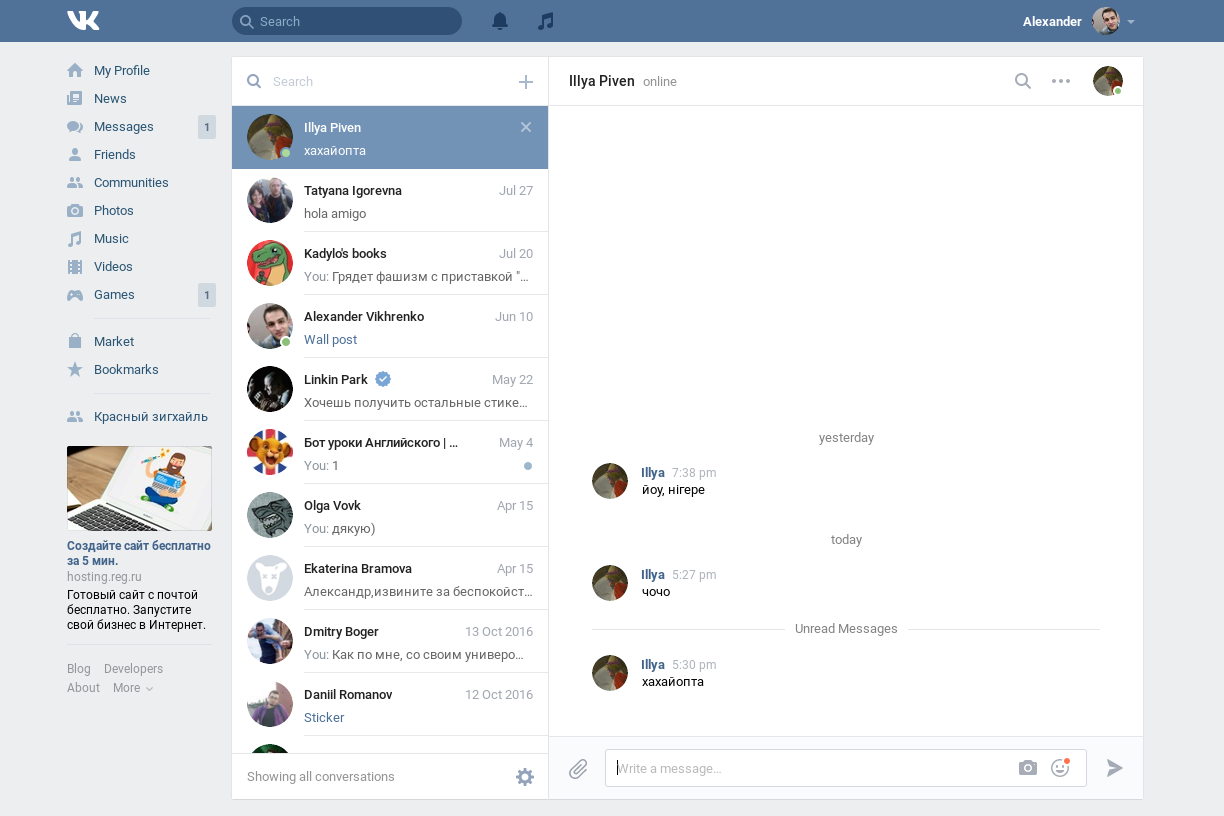 Search
Alexander
My Profile
News
Messages 1
Friends
Communities
Photos
Music
Videos
Games 1
Market
Bookmarks
Красный зигхайль
Создайте сайт бесплатно
за 5 мин.
hosting.reg.ru
Готовый сайт с почтой
бесплатно. Запустите
свой бизнес в Интернет.
Blog Developers
About More
Search
Illya Piven
хахайопта
Tatyana Igorevna Jul 27
hola amigo
Kadylo's books Jul 20
You: Грядет фашизм с приставкой "...
Alexander Vikhrenko Jun 10
Wall post
Linkin Park May 22
Хочешь получить остальные стике...
Бот уроки Английского | ... May 4
You: 1
Olga Vovk Apr 15
You: дякую)
Ekaterina Bramova Apr 15
Александр,извините за беспокойст...
Dmitry Boger 13 Oct 2016
You: Как по мне, со своим универо...
Daniil Romanov 12 Oct 2016
Sticker
Showing all conversations
Illya Piven online
yesterday
Illya 7:38 pm
йоу, нігере
today
Illya 5:27 pm
чочо
Unread Messages
Illya 5:30 pm
хахайопта
Write a message...